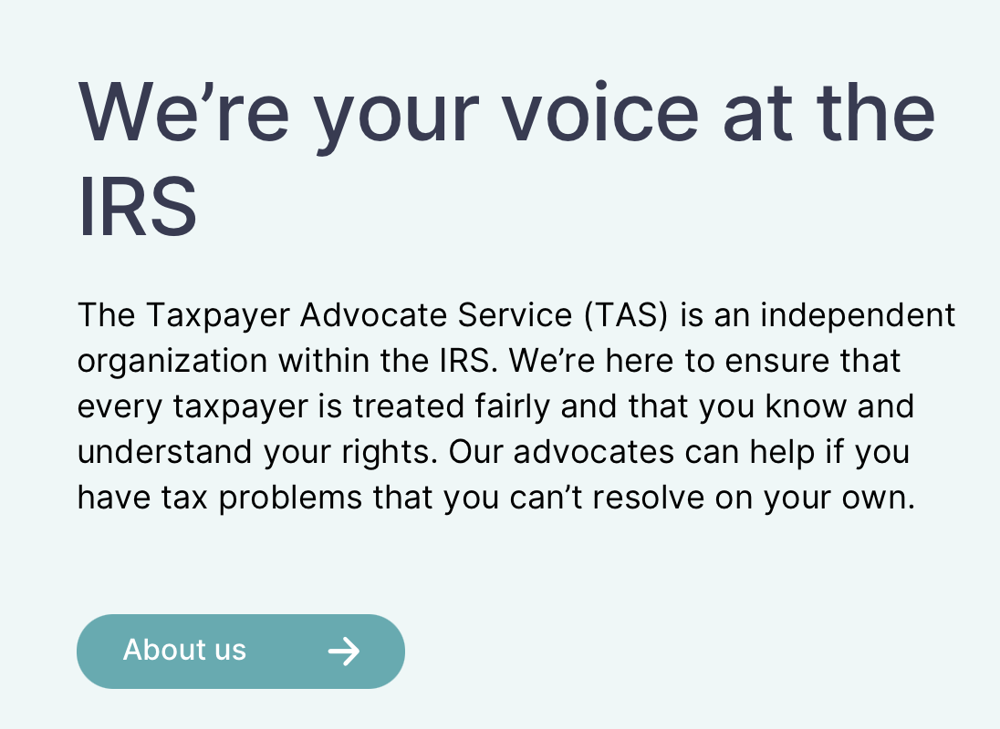 We’re your voice at the
IRS
The Taxpayer Advocate Service (TAS) is an independent
organization within the IRS. We’re here to ensure that
every taxpayer is treated fairly and that you know and
understand your rights. Our advocates can help if you
have tax problems that you can’t resolve on your own.
About us